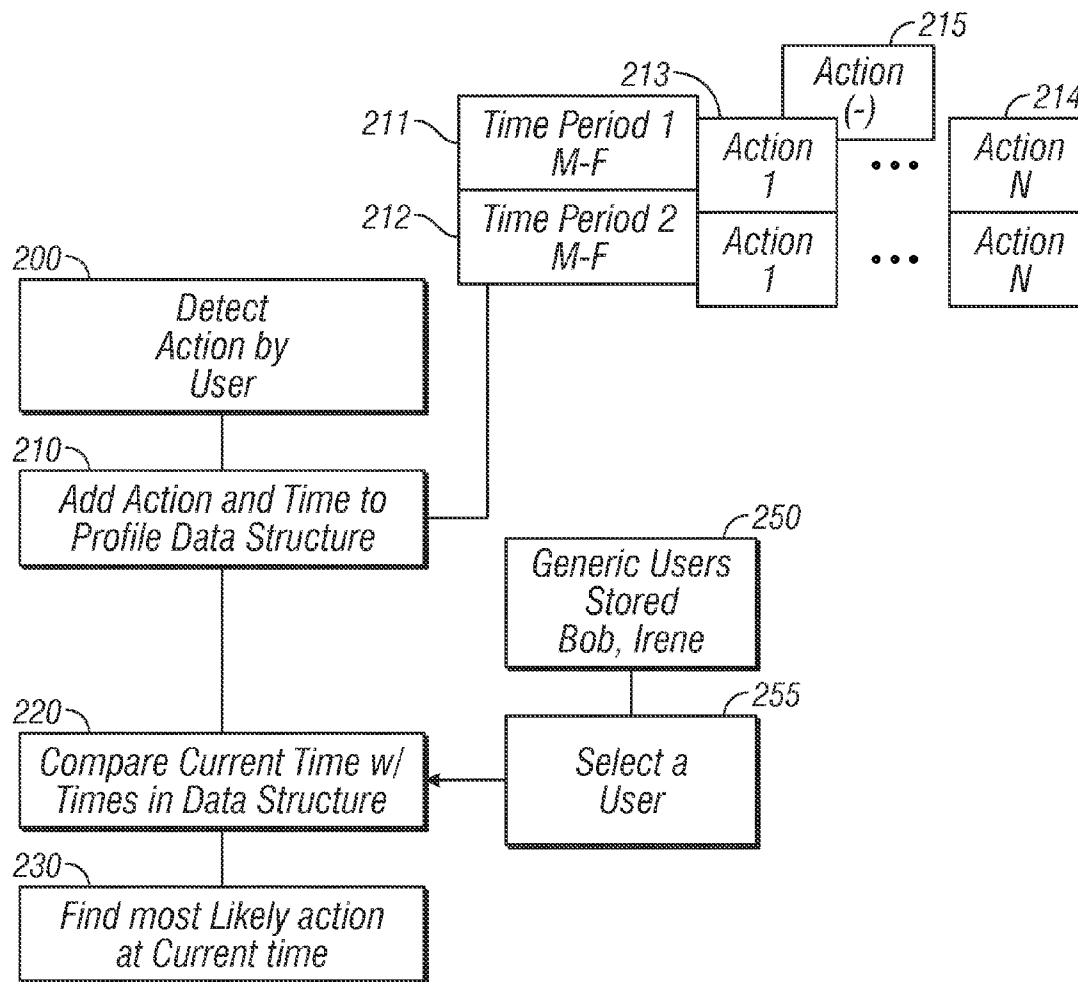 215
Action
(-)
213
214
211
Time Period 1
M-F
Action
1
•••
Action
N
212
Time Period 2
M-F
Action
1
•••
Action
N
200
Detect
Action by
User
210
Add Action and Time to
Profile Data Structure
250
Generic Users
Stored
Bob, Irene
255
Select a
User
220
Compare Current Time w/
Times in Data Structure
230
Find most Likely action
at Current time